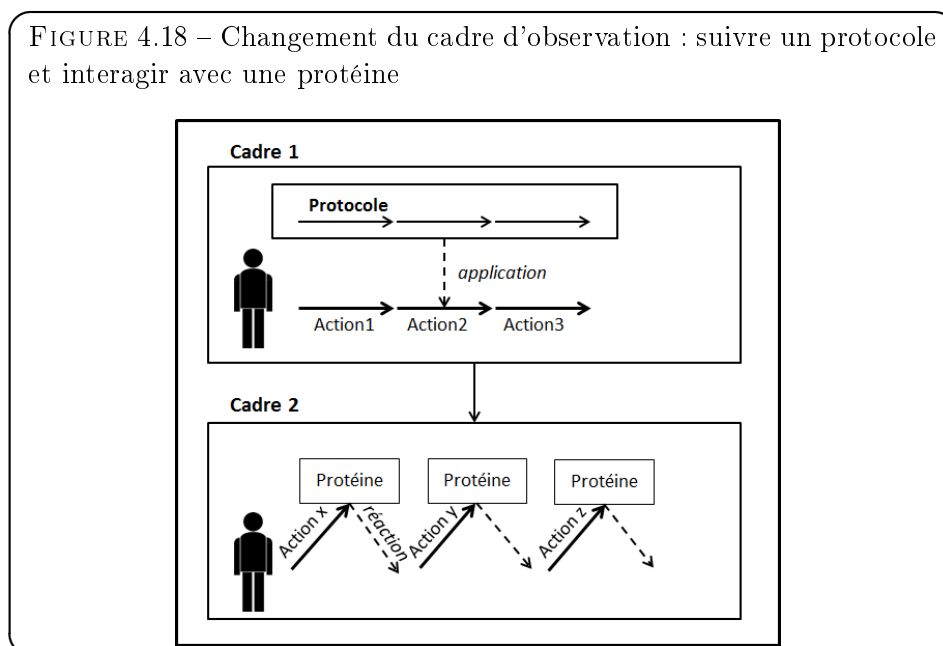 FIGURE 4.18 – Changement du cadre d'observation : suivre un protocole
et interagir avec une protéine
Cadre 1
Protocole
application
Action1 Action2 Action3
Cadre 2
Protéine Protéine Protéine
Action x réaction Action y Action z